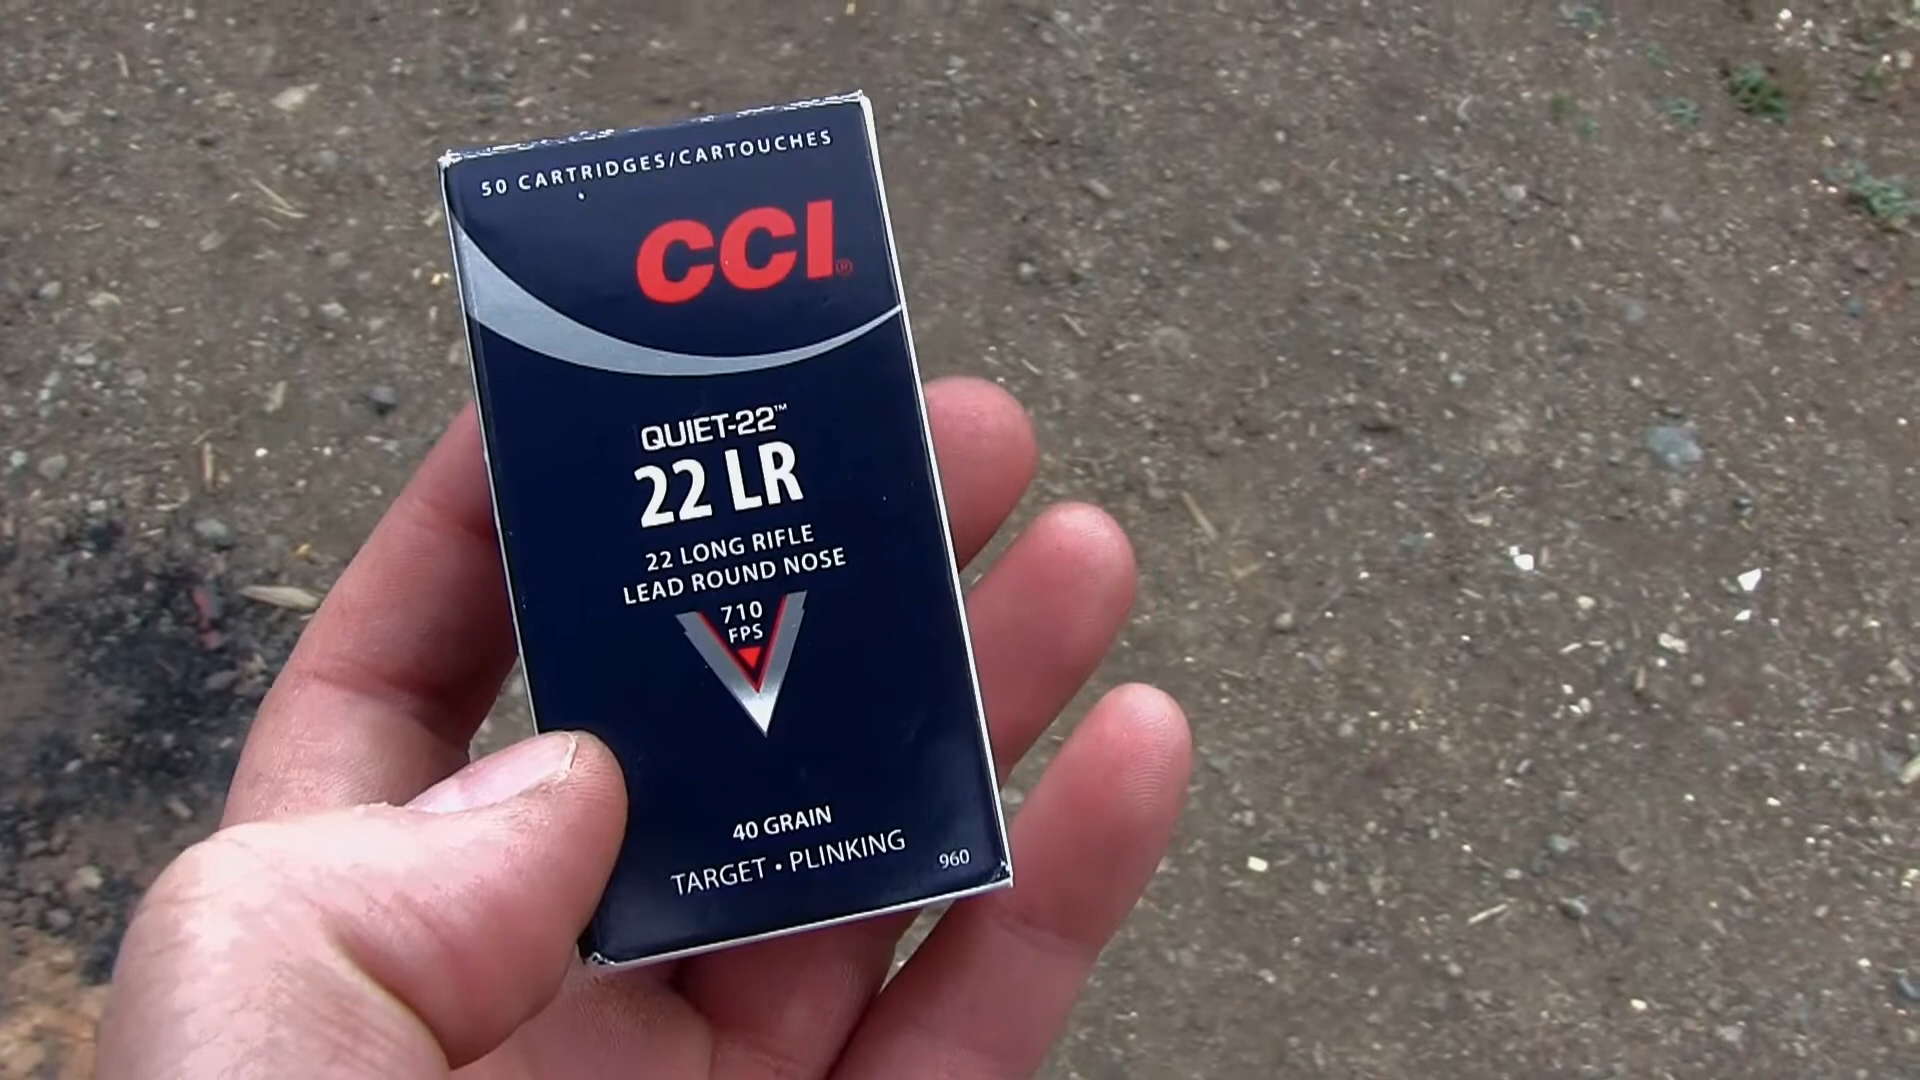 50 CARTRIDGES/CARTOUCHES
CCI®
QUIET-22™
22 LR
22 LONG RIFLE
LEAD ROUND NOSE
710
FPS
40 GRAIN
TARGET • PLINKING
960